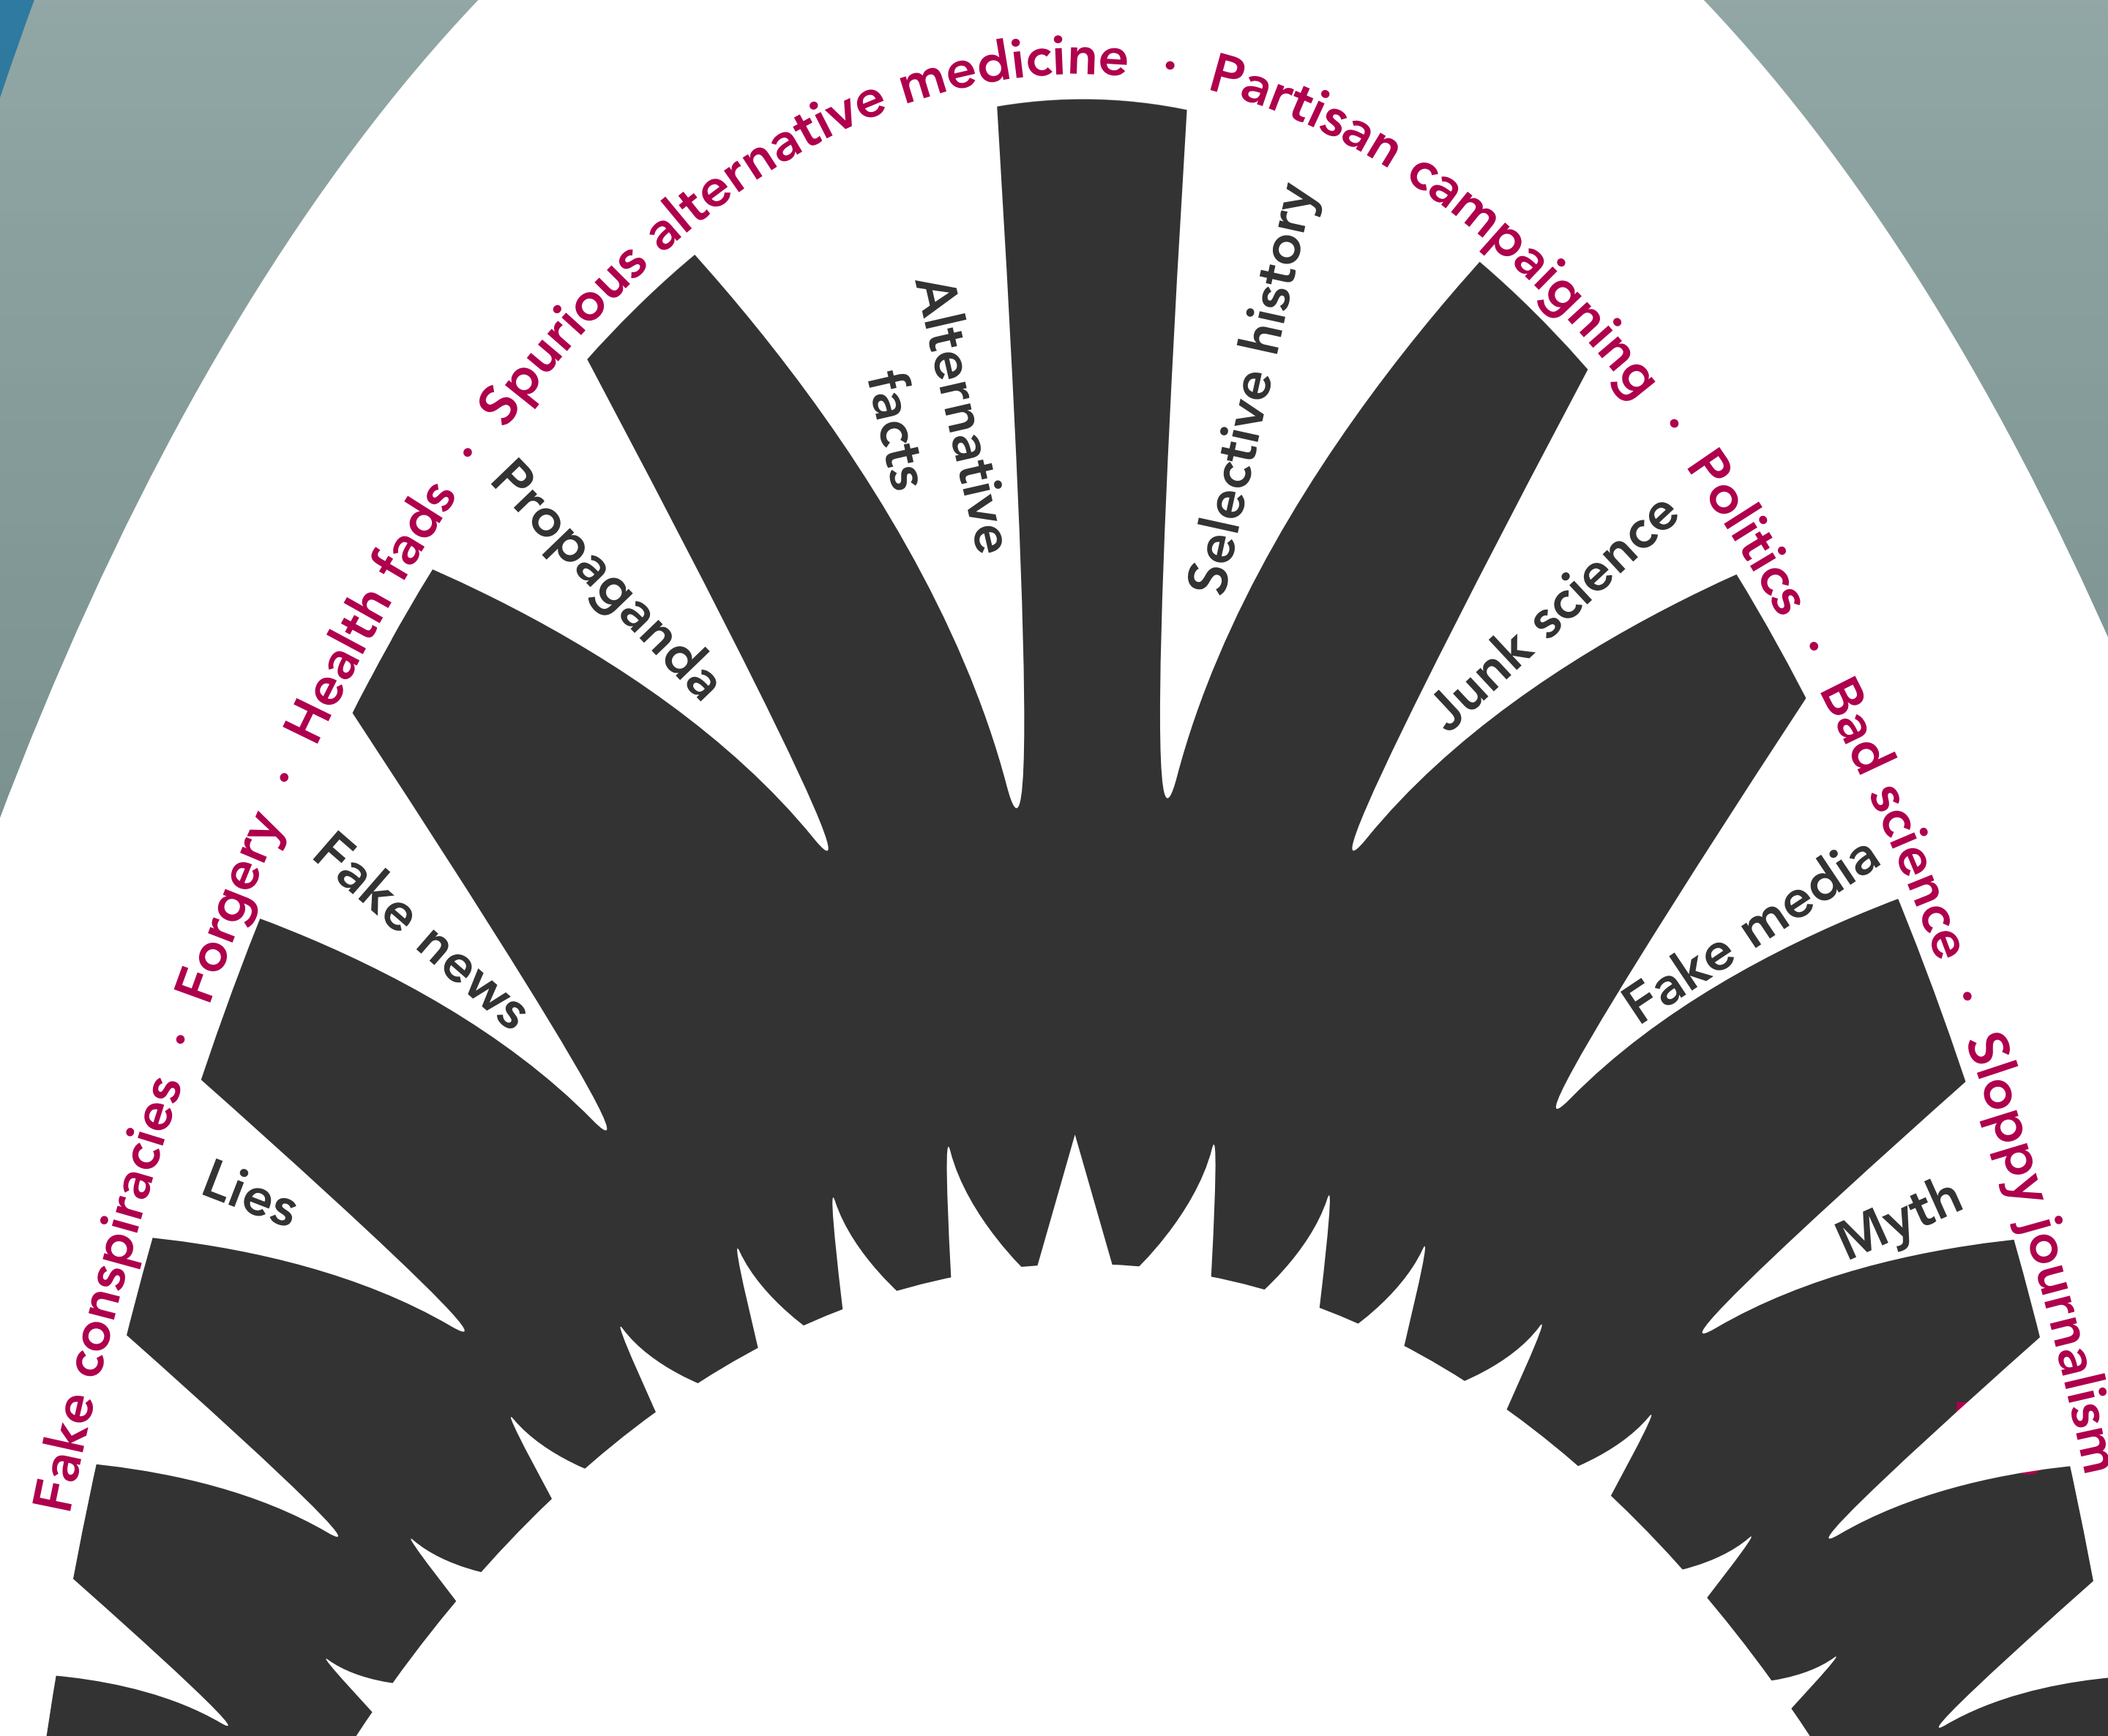 Fake conspiracies · Forgery · Health fads · Spurious alternative medicine · Partisan campaigning · Politics · Bad science · Sloppy journalism
Lies
Fake news
Propaganda
Alternative
facts
Selective history
Junk science
Fake media
Myth